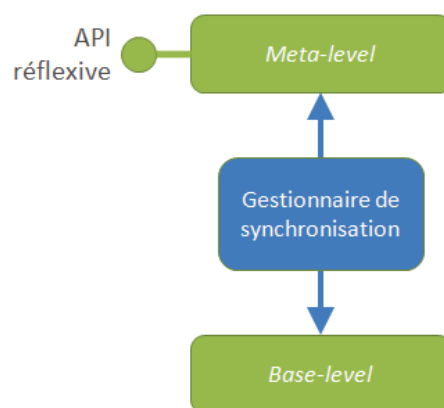 API
réflexive
Meta-level
Gestionnaire de
synchronisation
Base-level